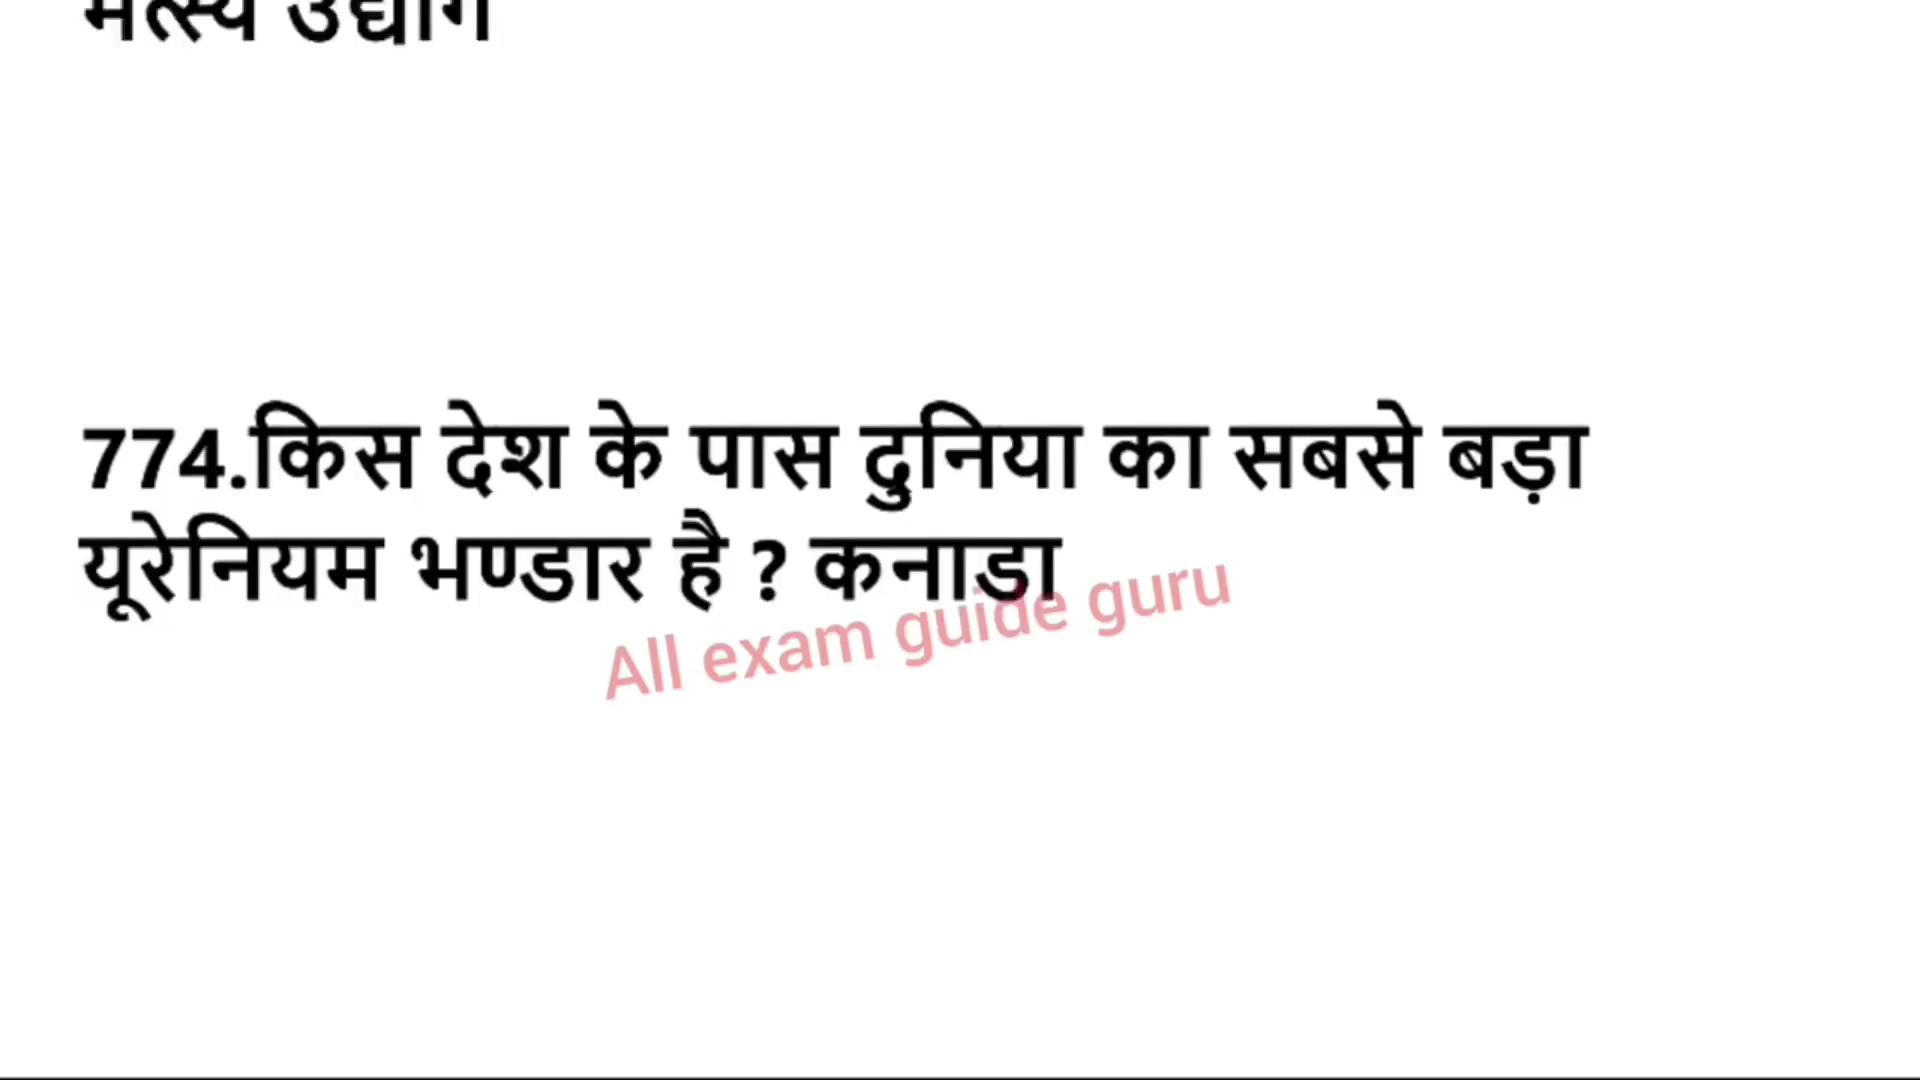 मत्स्य उद्योग
774.किस देश के पास दुनिया का सबसे बड़ा
यूरेनियम भण्डार है ? कनाडा
All exam guide guru